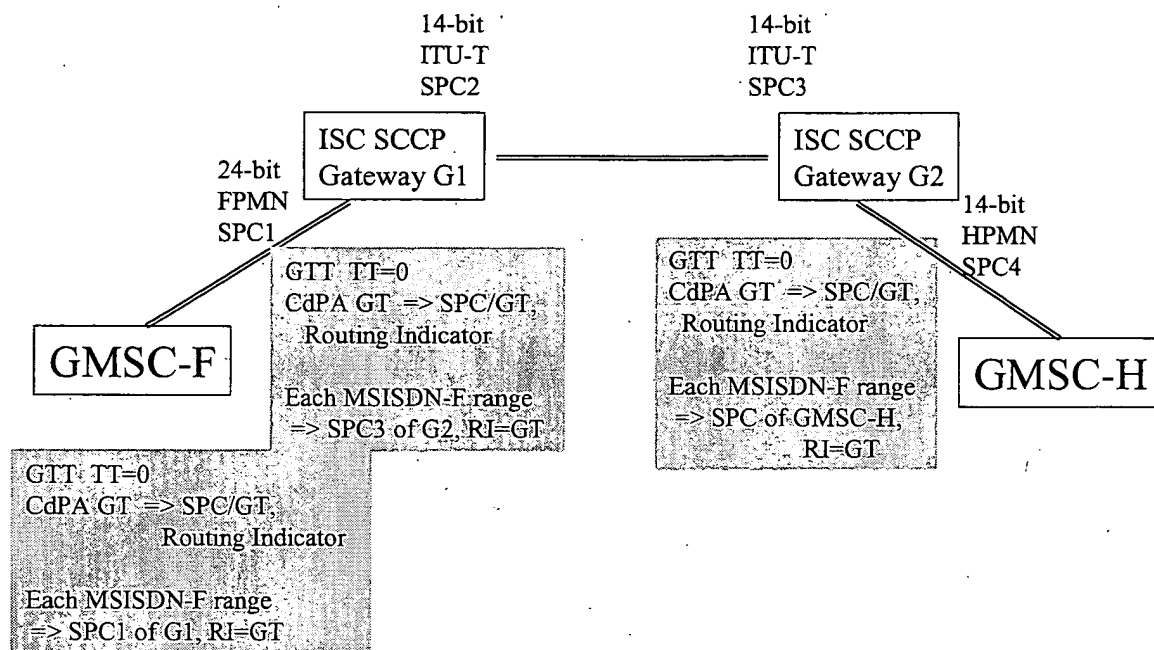 14-bit
ITU-T
SPC2
14-bit
ITU-T
SPC3
ISC SCCP
Gateway G1
ISC SCCP
Gateway G2
24-bit
FPMN
SPC1
14-bit
HPMN
SPC4
GTT TT=0
CdPA GT => SPC/GT,
Routing Indicator
Each MSISDN-F range
=> SPC3 of G2, RI=GT
GTT TT=0
CdPA GT => SPC/GT,
Routing Indicator
Each MSISDN-F range
=> SPC of GMSC-H,
RI=GT
GMSC-F
GMSC-H
GTT TT=0
CdPA GT => SPC/GT,
Routing Indicator
Each MSISDN-F range
=> SPC1 of G1, RI=GT